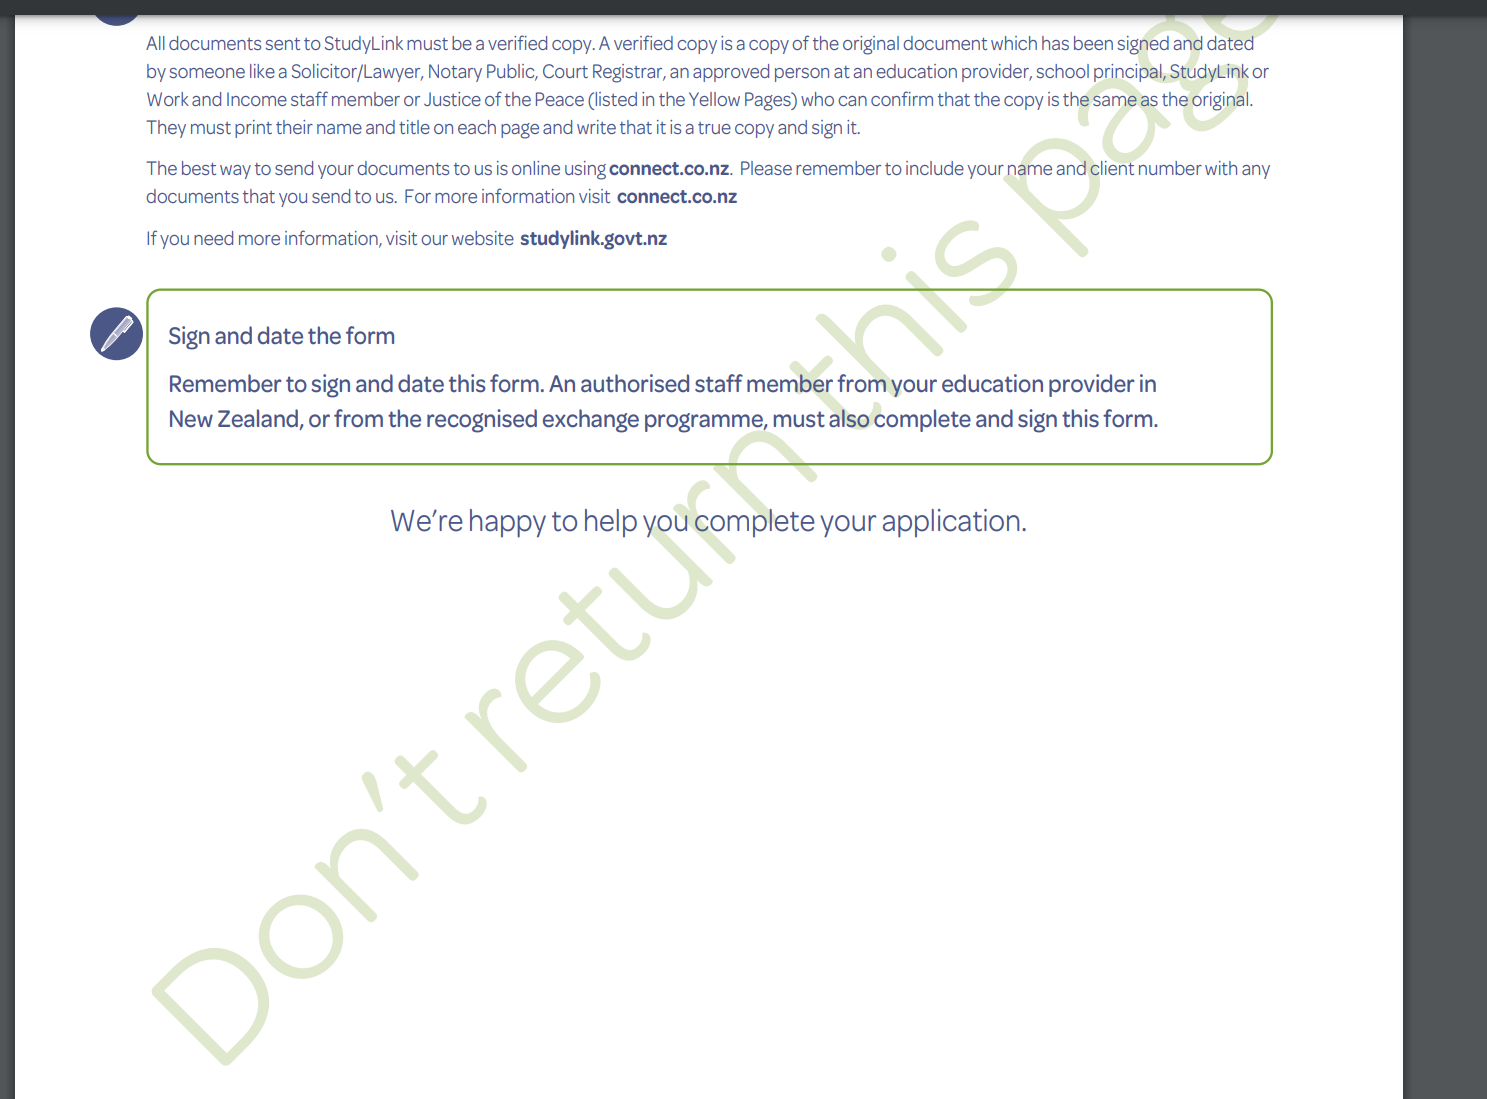 All documents sent to StudyLink must be a verified copy. A verified copy is a copy of the original document which has been signed and dated
by someone like a Solicitor/Lawyer, Notary Public, Court Registrar, an approved person at an education provider, school principal, StudyLink or
Work and Income staff member or Justice of the Peace (listed in the Yellow Pages) who can confirm that the copy is the same as the original.
They must print their name and title on each page and write that it is a true copy and sign it.
The best way to send your documents to us is online using connect.co.nz. Please remember to include your name and client number with any
documents that you send to us. For more information visit connect.co.nz
If you need more information, visit our website studylink.govt.nz
Sign and date the form
Remember to sign and date this form. An authorised staff member from your education provider in
New Zealand, or from the recognised exchange programme, must also complete and sign this form.
We're happy to help you complete your application.
Don't return this page